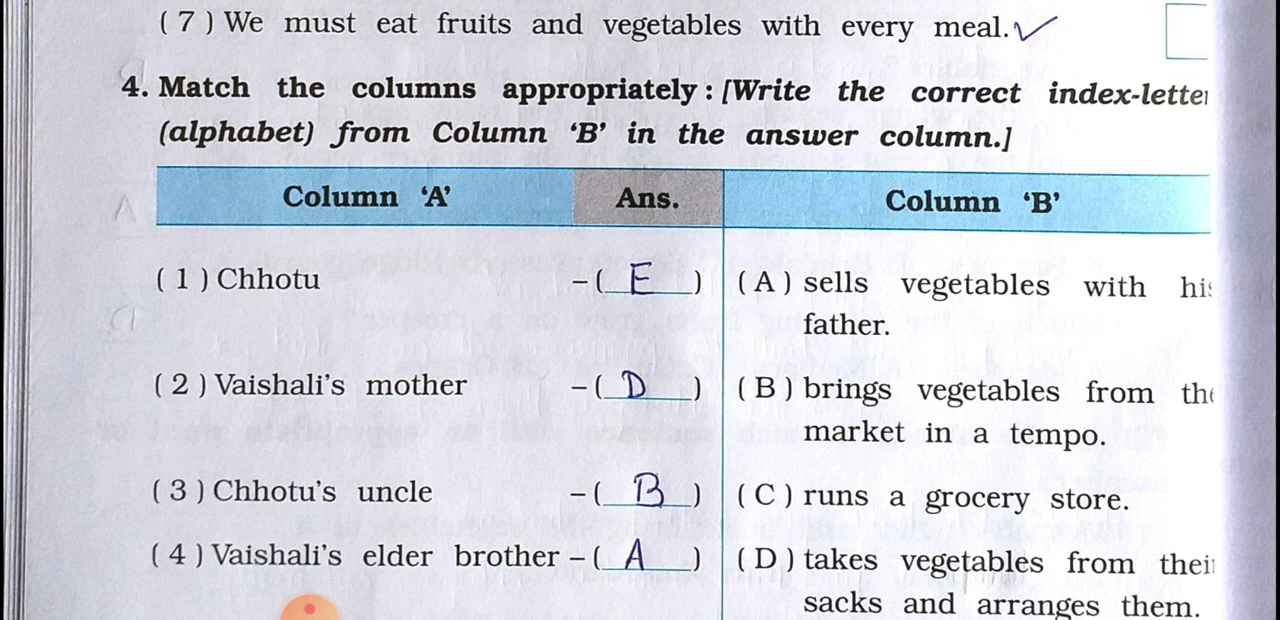 ( 7 ) We must eat fruits and vegetables with every meal.
4. Match the columns appropriately : [Write the correct index-letter
(alphabet) from Column ‘B’ in the answer column.]
Column ‘A’ Ans. Column ‘B’
( 1 ) Chhotu –( E ) ( A ) sells vegetables with his
father.
( 2 ) Vaishali’s mother –( D ) ( B ) brings vegetables from the
market in a tempo.
( 3 ) Chhotu’s uncle –( B ) ( C ) runs a grocery store.
( 4 ) Vaishali’s elder brother –( A ) ( D ) takes vegetables from their
sacks and arranges them.